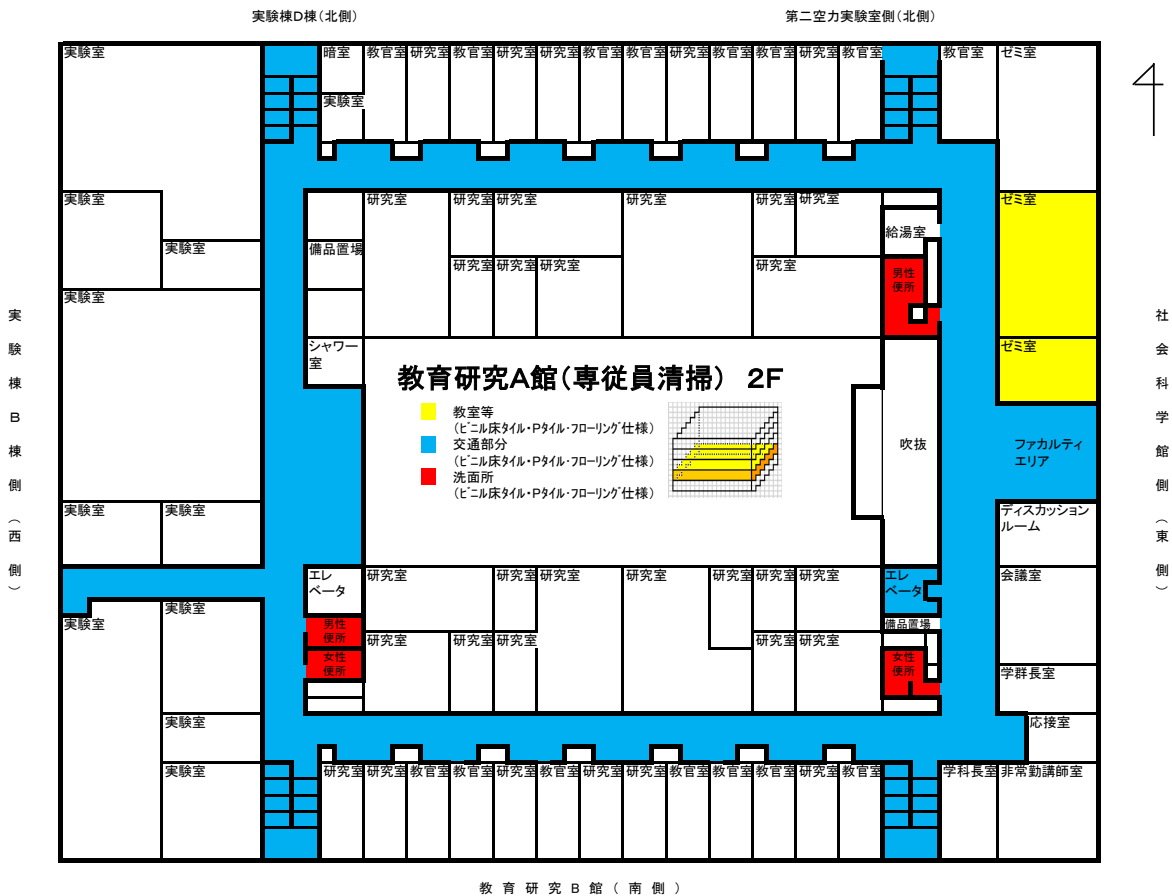 実験棟D棟(北側)
第二空力実験室側(北側)
実験室
暗室
教官室
研究室
教官室
研究室
研究室
教官室
教官室
研究室
教官室
教官室
研究室
教官室
教官室
ゼミ室
実験室
実験室
研究室
研究室
研究室
研究室
研究室
研究室
ゼミ室
給湯室
実験室
備品置場
研究室
研究室
研究室
研究室
男性
便所
実験室
シャワー
室
ゼミ室
教育研究A館(専従員清掃) 2F
教室等
(ビニル床タイル・Pタイル・フローリング仕様)
交通部分
(ビニル床タイル・Pタイル・フローリング仕様)
洗面所
(ビニル床タイル・Pタイル・フローリング仕様)
吹抜
ファカルティ
エリア
実験棟B棟側(西側)
社会科学館側(東側)
実験室
実験室
ディスカッション
ルーム
エレ
ベータ
研究室
研究室
研究室
研究室
研究室
研究室
研究室
エレ
ベータ
会議室
実験室
実験室
男性
便所
備品置場
研究室
研究室
研究室
研究室
研究室
女性
便所
女性
便所
学群長室
実験室
応接室
実験室
研究室
研究室
教官室
教官室
研究室
教官室
研究室
研究室
教官室
教官室
教官室
研究室
教官室
学科長室
非常勤講師室
教育研究B館(南側)